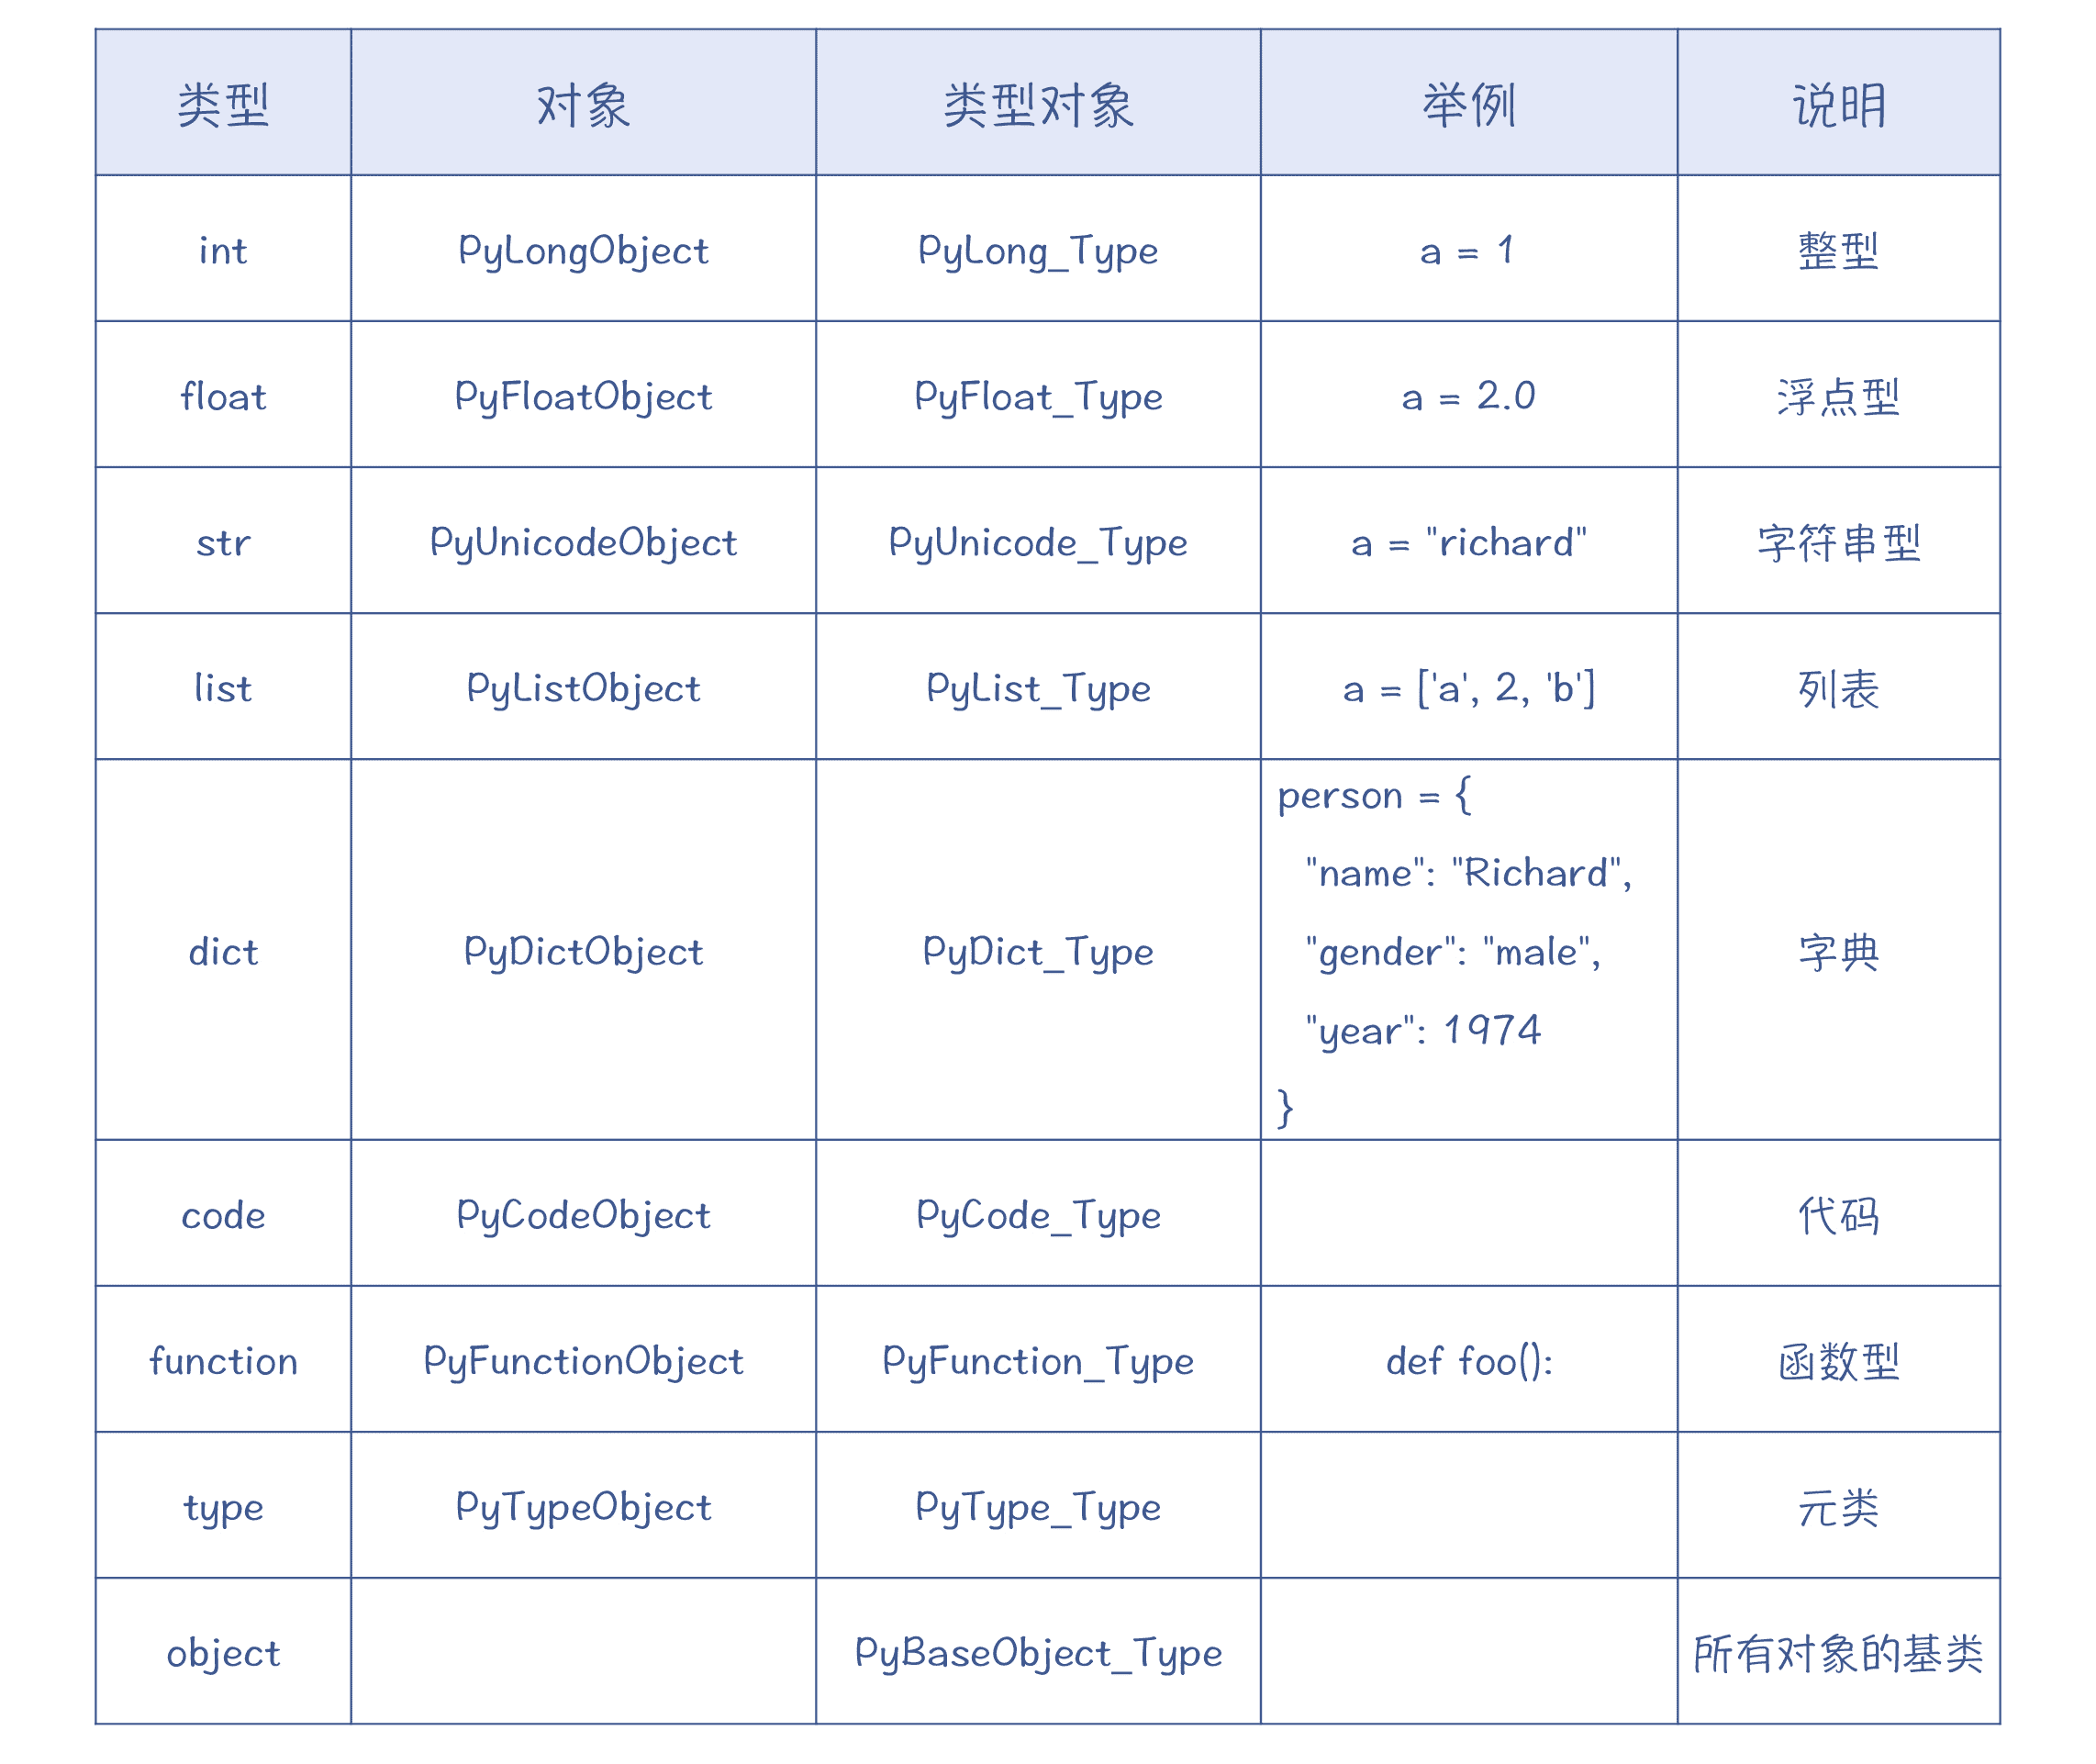 类型 对象 类型对象 举例 说明
int PyLongObject PyLong_Type a = 1 整型
float PyFloatObject PyFloat_Type a = 2.0 浮点型
str PyUnicodeObject PyUnicode_Type a = "richard" 字符串型
list PyListObject PyList_Type a = ['a', 2, 'b'] 列表
person = {
"name": "Richard",
dict PyDictObject PyDict_Type "gender": "male", 字典
"year": 1974
}
code PyCodeObject PyCode_Type 代码
function PyFunctionObject PyFunction_Type def foo(): 函数型
type PyTypeObject PyType_Type 元类
object PyBaseObject_Type 所有对象的基类